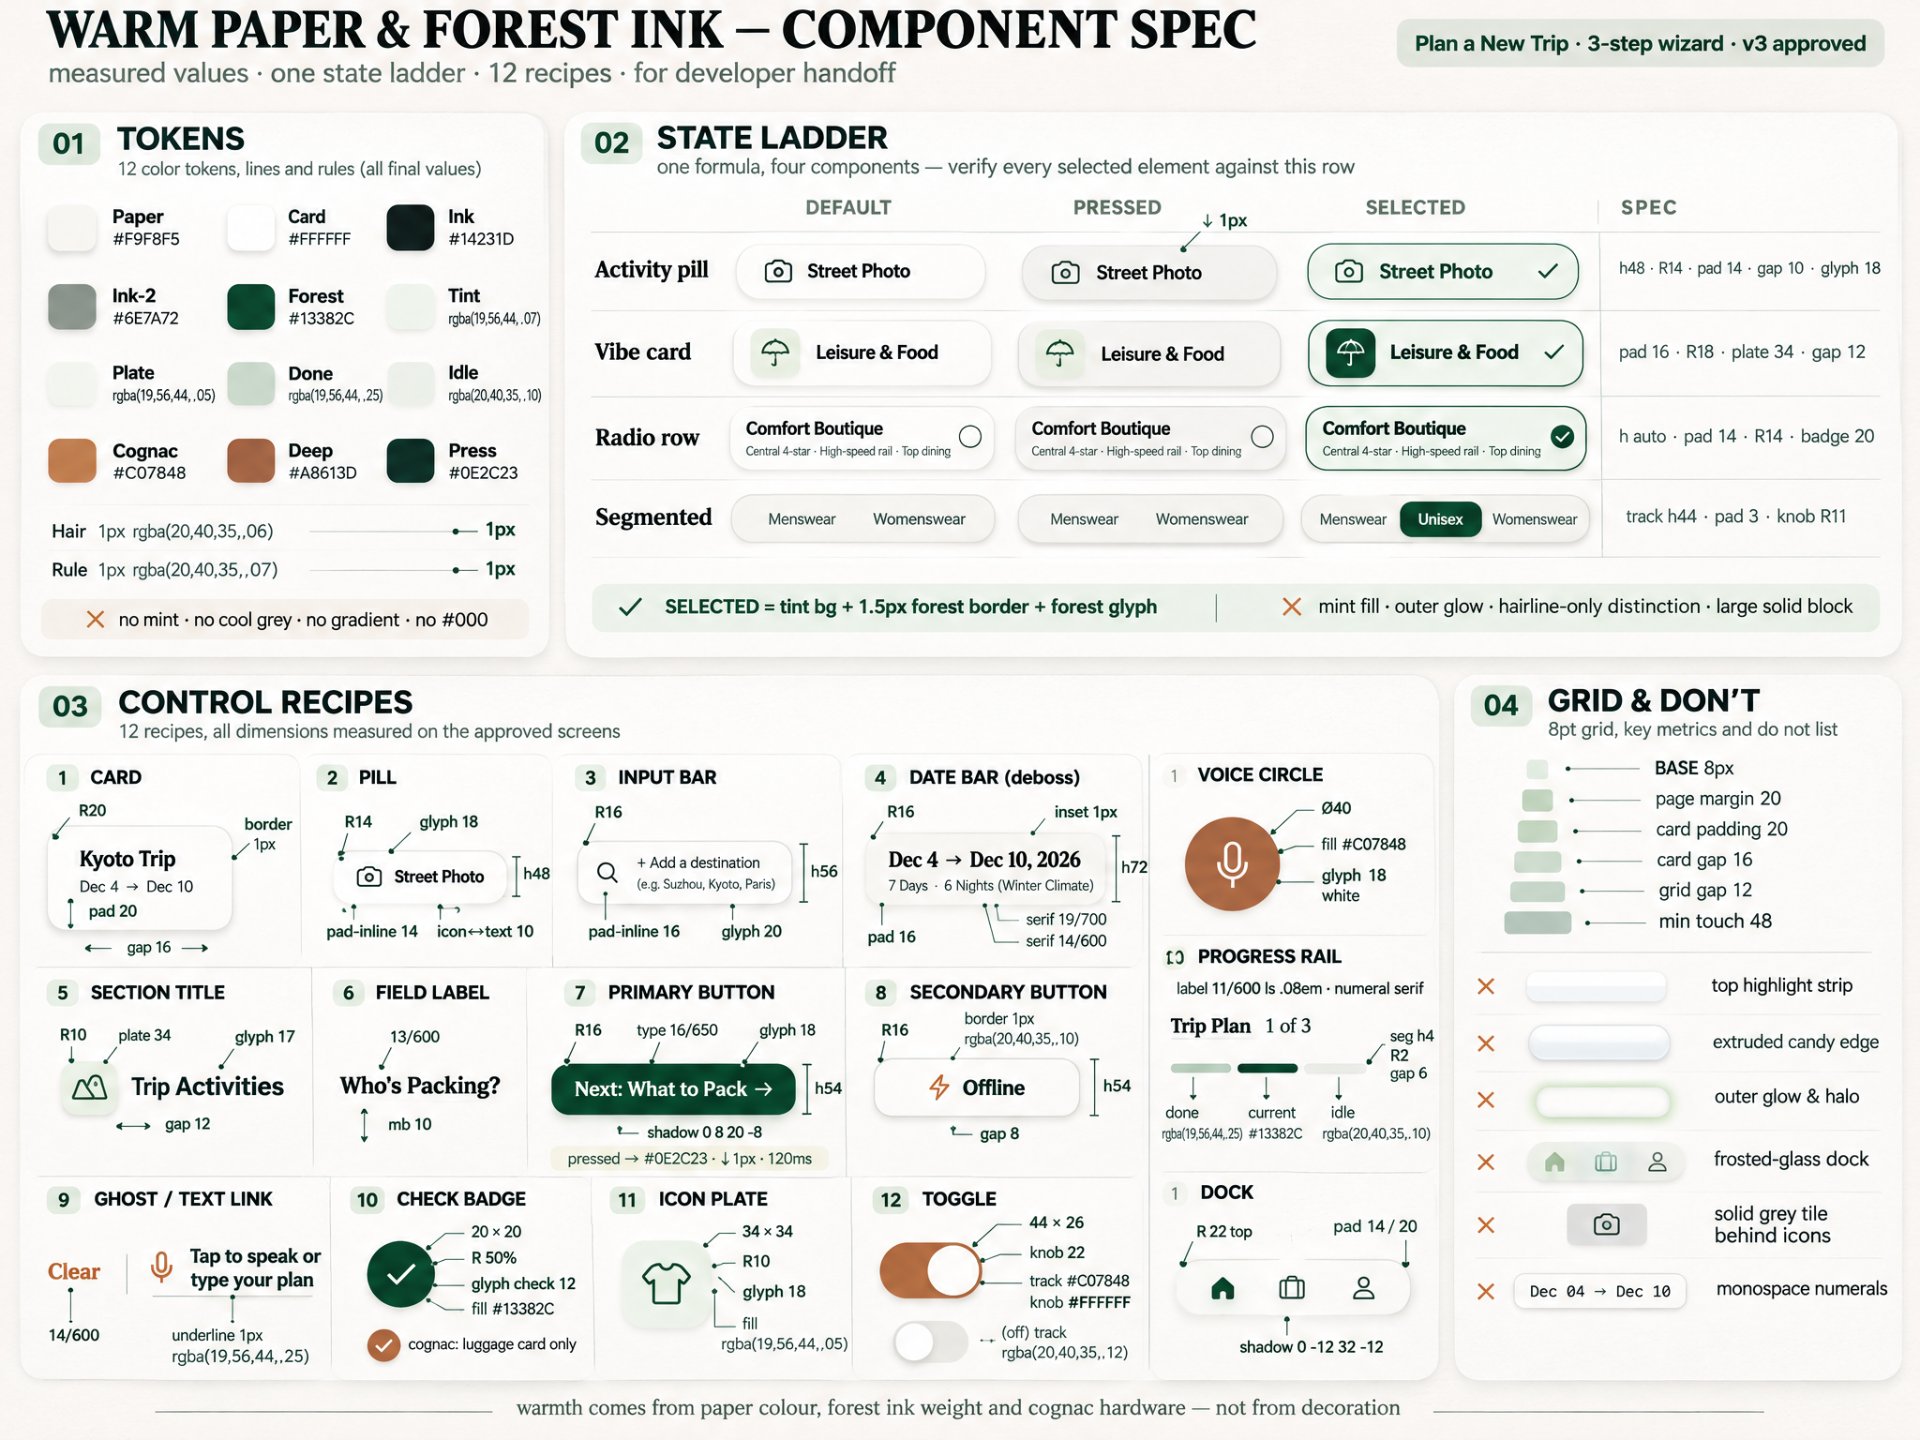 WARM PAPER & FOREST INK — COMPONENT SPEC
measured values · one state ladder · 12 recipes · for developer handoff
Plan a New Trip · 3-step wizard · v3 approved
01 TOKENS
12 color tokens, lines and rules (all final values)
Paper
#F9F8F5
Card
#FFFFFF
Ink
#14231D
Ink-2
#6E7A72
Forest
#13382C
Tint
rgba(19,56,44,.07)
Plate
rgba(19,56,44,.05)
Done
rgba(19,56,44,.25)
Idle
rgba(20,40,35,.10)
Cognac
#C07848
Deep
#A8613D
Press
#0E2C23
Hair 1px rgba(20,40,35,.06) 1px
Rule 1px rgba(20,40,35,.07) 1px
× no mint · no cool grey · no gradient · no #000
02 STATE LADDER
one formula, four components — verify every selected element against this row
DEFAULT PRESSED SELECTED SPEC
↓ 1px
Activity pill Street Photo Street Photo Street Photo ✓ h48 · R14 · pad 14 · gap 10 · glyph 18
Vibe card Leisure & Food Leisure & Food Leisure & Food ✓ pad 16 · R18 · plate 34 · gap 12
Radio row
Comfort Boutique
Central 4-star · High-speed rail · Top dining
Comfort Boutique
Central 4-star · High-speed rail · Top dining
Comfort Boutique
Central 4-star · High-speed rail · Top dining
h auto · pad 14 · R14 · badge 20
Segmented Menswear Womenswear Menswear Womenswear Menswear Unisex Womenswear track h44 · pad 3 · knob R11
✓ SELECTED = tint bg + 1.5px forest border + forest glyph
× mint fill · outer glow · hairline-only distinction · large solid block
03 CONTROL RECIPES
12 recipes, all dimensions measured on the approved screens
1 CARD
R20
border
1px
Kyoto Trip
Dec 4 → Dec 10
pad 20
← gap 16 →
2 PILL
R14
glyph 18
Street Photo
h48
pad-inline 14
icon↔text 10
3 INPUT BAR
R16
+ Add a destination
(e.g. Suzhou, Kyoto, Paris)
h56
pad-inline 16
glyph 20
4 DATE BAR (deboss)
R16
inset 1px
Dec 4 → Dec 10, 2026
7 Days · 6 Nights (Winter Climate)
h72
pad 16
serif 19/700
serif 14/600
1 VOICE CIRCLE
Ø40
fill #C07848
glyph 18
white
5 SECTION TITLE
R10
plate 34
glyph 17
Trip Activities
gap 12
6 FIELD LABEL
13/600
Who's Packing?
mb 10
7 PRIMARY BUTTON
R16
type 16/650
glyph 18
Next: What to Pack →
h54
shadow 0 8 20 -8
pressed → #0E2C23 · ↓1px · 120ms
8 SECONDARY BUTTON
R16
border 1px
rgba(20,40,35,.10)
Offline
h54
gap 8
PROGRESS RAIL
label 11/600 ls .08em · numeral serif
Trip Plan 1 of 3
seg h4
R2
gap 6
done
rgba(19,56,44,.25)
current
#13382C
idle
rgba(20,40,35,.10)
9 GHOST / TEXT LINK
Clear
14/600
Tap to speak or
type your plan
underline 1px
rgba(19,56,44,.25)
10 CHECK BADGE
20 × 20
R 50%
glyph check 12
fill #13382C
cognac: luggage card only
11 ICON PLATE
34 × 34
R10
glyph 18
fill
rgba(19,56,44,.05)
12 TOGGLE
44 × 26
knob 22
track #C07848
knob #FFFFFF
(off) track
rgba(20,40,35,.12)
1 DOCK
R 22 top
pad 14 / 20
shadow 0 -12 32 -12
04 GRID & DON'T
8pt grid, key metrics and do not list
BASE 8px
page margin 20
card padding 20
card gap 16
grid gap 12
min touch 48
× top highlight strip
× extruded candy edge
× outer glow & halo
× frosted-glass dock
× solid grey tile
behind icons
× Dec 04 → Dec 10 monospace numerals
warmth comes from paper colour, forest ink weight and cognac hardware — not from decoration